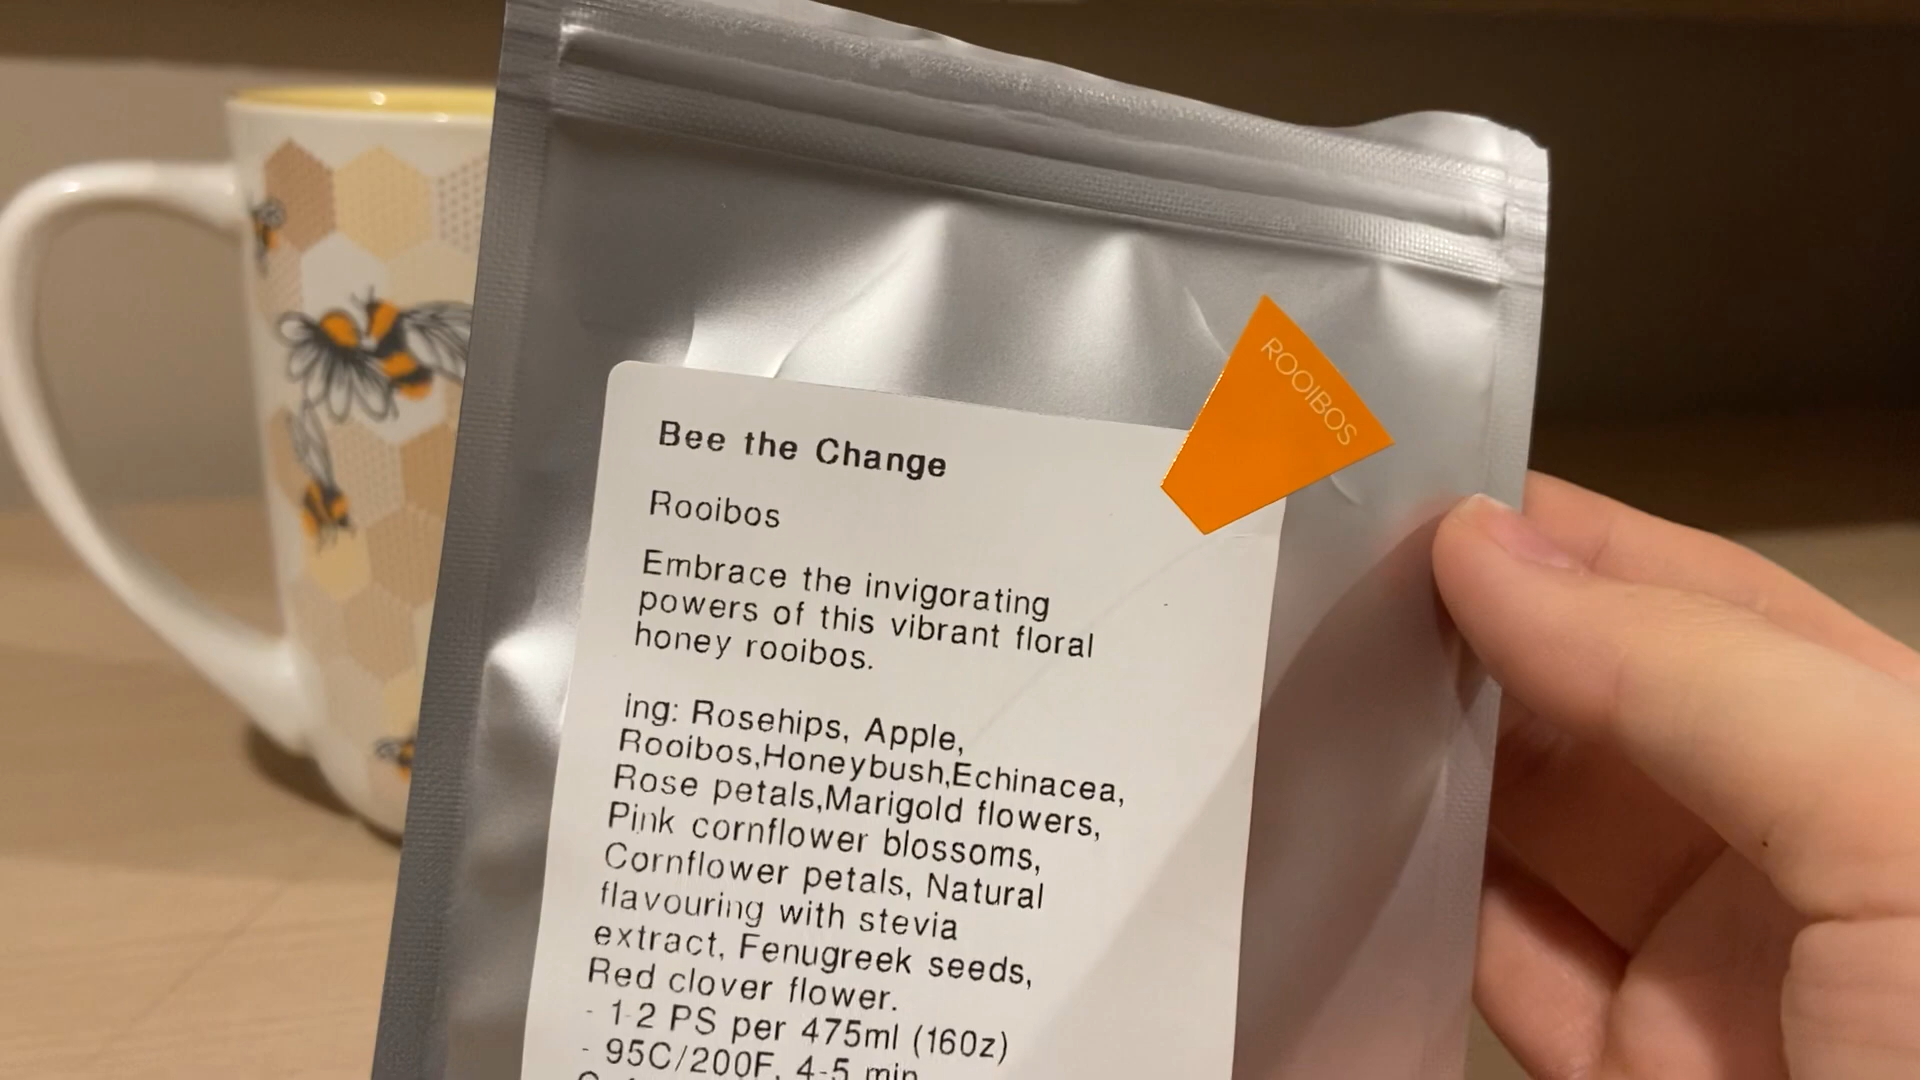 ROOIBOS
Bee the Change
Rooibos
Embrace the invigorating
powers of this vibrant floral
honey rooibos.
ing: Rosehips, Apple,
Rooibos,Honeybush,Echinacea,
Rose petals,Marigold flowers,
Pink cornflower blossoms,
Cornflower petals, Natural
flavouring with stevia
extract, Fenugreek seeds,
Red clover flower.
- 1-2 PS per 475ml (16oz)
- 95C/200F, 4-5 min